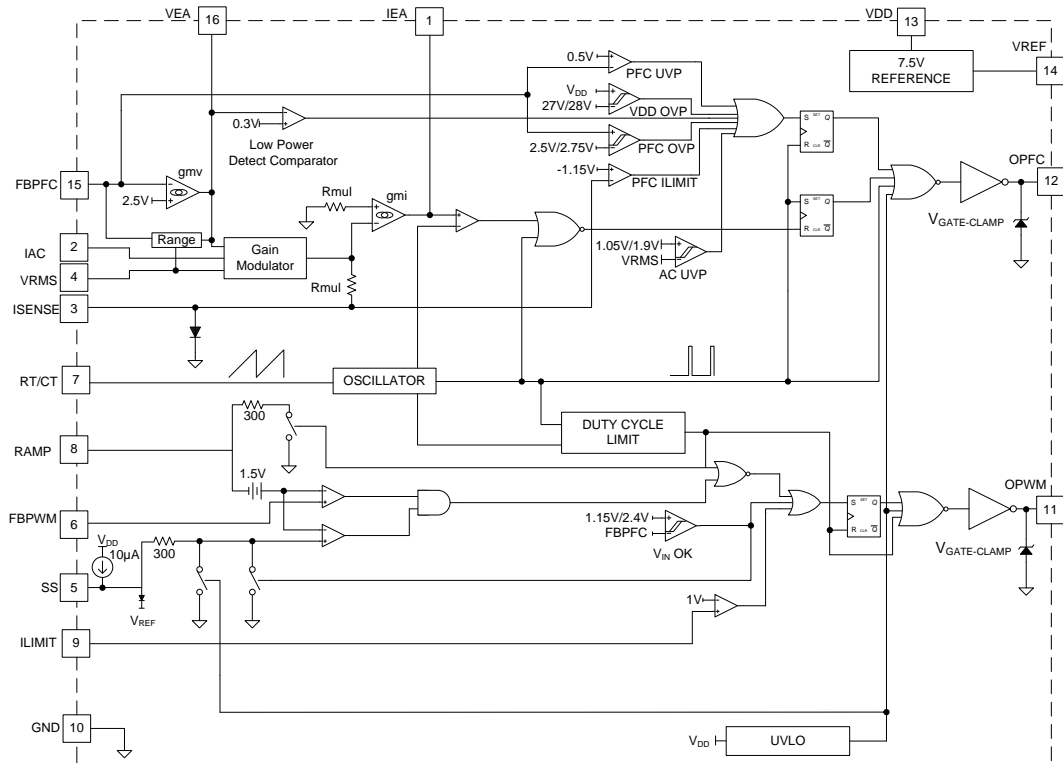 VEA
16
IEA
1
VDD
13
VREF
14
7.5V
REFERENCE
0.5V
PFC UVP
VDD
27V/28V
VDD OVP
0.3V
Low Power
Detect Comparator
2.5V/2.75V
PFC OVP
S SET Q
R CLR Q
-1.15V
PFC ILIMIT
FBPFC
15
gmv
2.5V
Rmul
gmi
OPFC
12
VGATE-CLAMP
S SET Q
R CLR Q
Range
IAC
2
Gain
Modulator
1.05V/1.9V
VRMS
AC UVP
VRMS
4
Rmul
ISENSE
3
RT/CT
7
OSCILLATOR
300
DUTY CYCLE
LIMIT
RAMP
8
1.5V
OPWM
11
S SET Q
R CLR Q
FBPWM
6
1.15V/2.4V
FBPFC
VIN OK
VGATE-CLAMP
VDD
10µA
300
SS
5
VREF
1V
ILIMIT
9
GND
10
VDD
UVLO